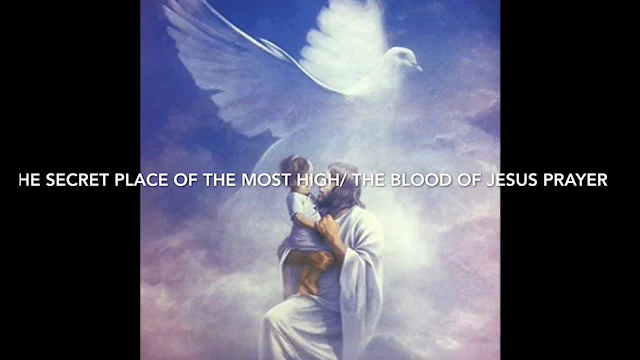 HE SECRET PLACE OF THE MOST HIGH/ THE BLOOD OF JESUS PRAYER